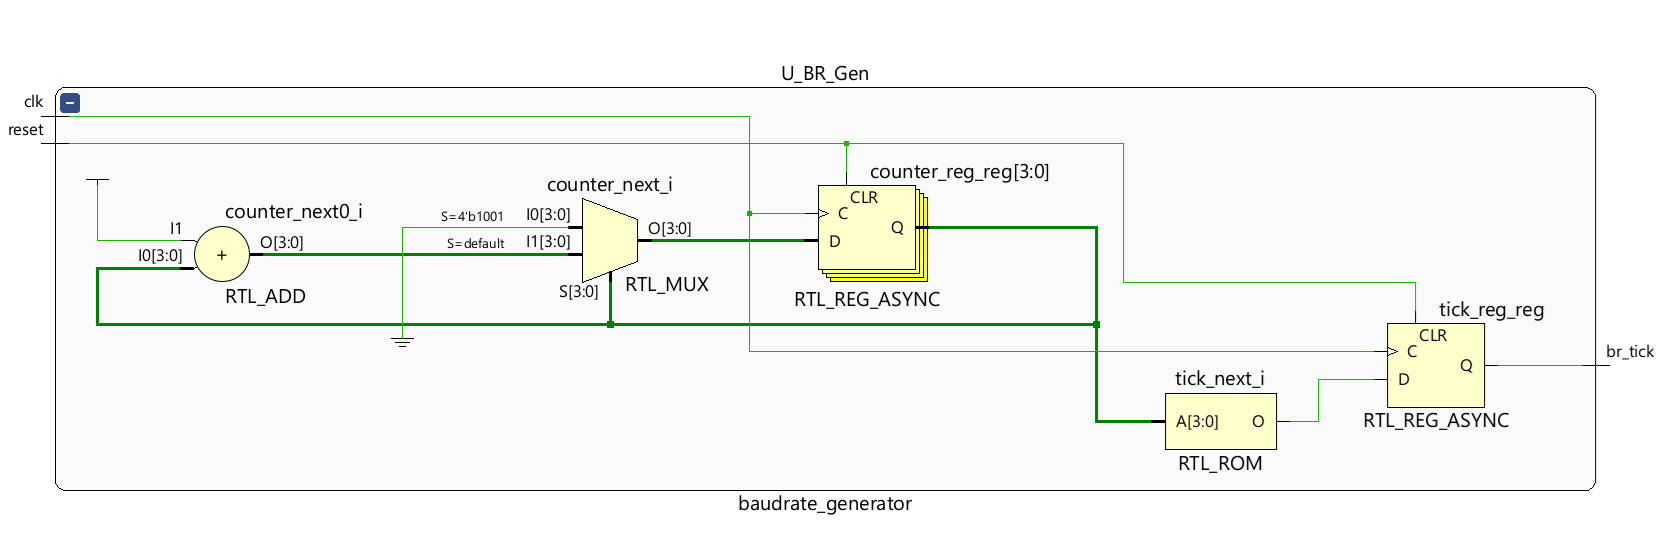 U_BR_Gen
clk
reset
counter_reg_reg[3:0]
counter_next_i
CLR
counter_next0_i
S=4'b1001 I0[3:0]
C
I1
O[3:0]
Q
O[3:0]
S=default I1[3:0]
D
I0[3:0]
+
RTL_MUX
S[3:0]
RTL_ADD
RTL_REG_ASYNC
tick_reg_reg
CLR
C
br_tick
Q
tick_next_i
D
A[3:0] O
RTL_REG_ASYNC
RTL_ROM
baudrate_generator